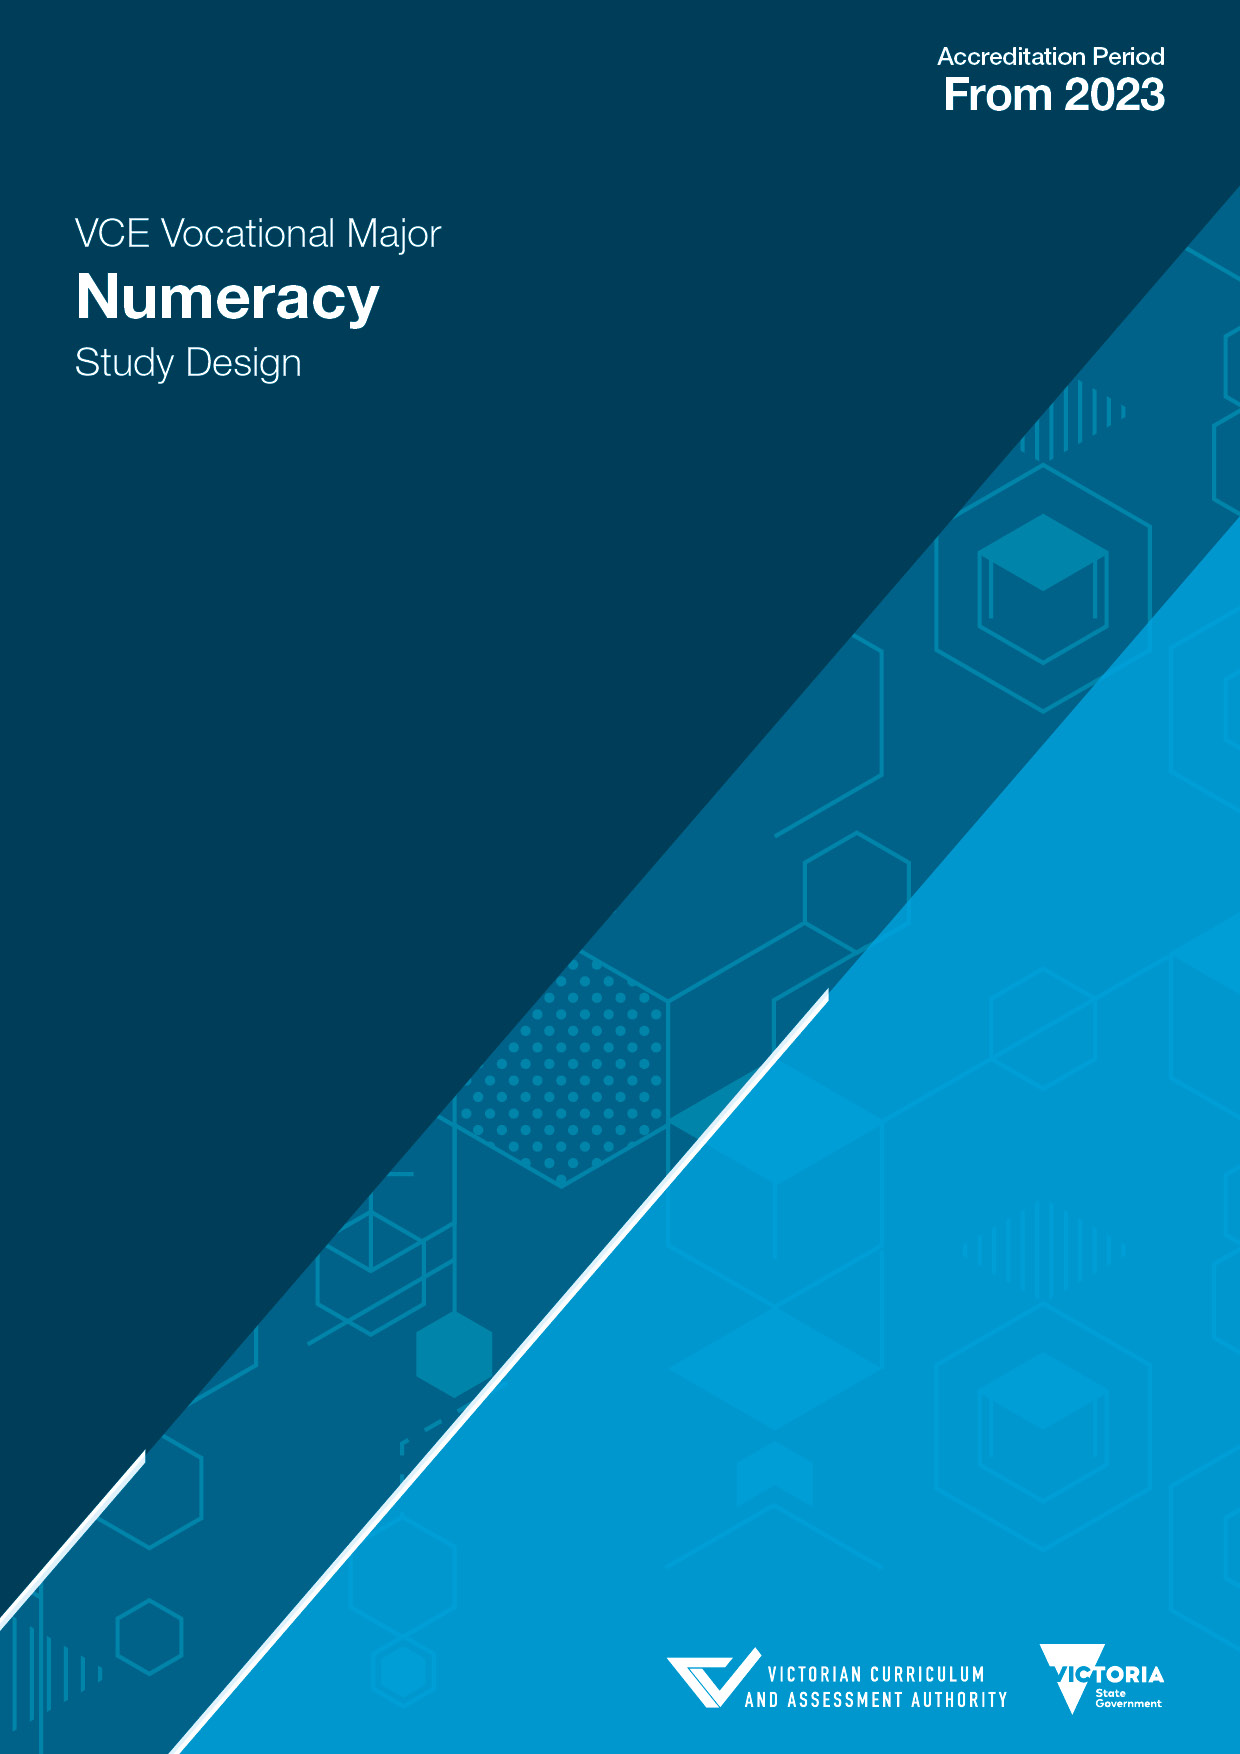 Accreditation Period
From 2023
VCE Vocational Major
Numeracy
Study Design
VICTORIAN CURRICULUM
AND ASSESSMENT AUTHORITY
VICTORIA
State
Government